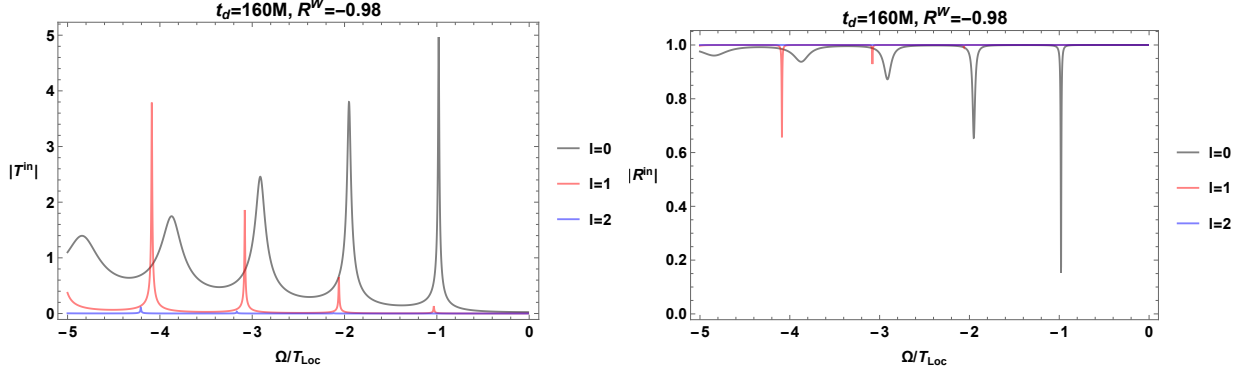 t_d=160M, R^W=−0.98
|T^in|
5
4
3
2
1
0
−5
−4
−3
−2
−1
0
Ω/T_Loc
l=0
l=1
l=2
t_d=160M, R^W=−0.98
|R^in|
1.0
0.8
0.6
0.4
0.2
0.0
−5
−4
−3
−2
−1
0
Ω/T_Loc
l=0
l=1
l=2